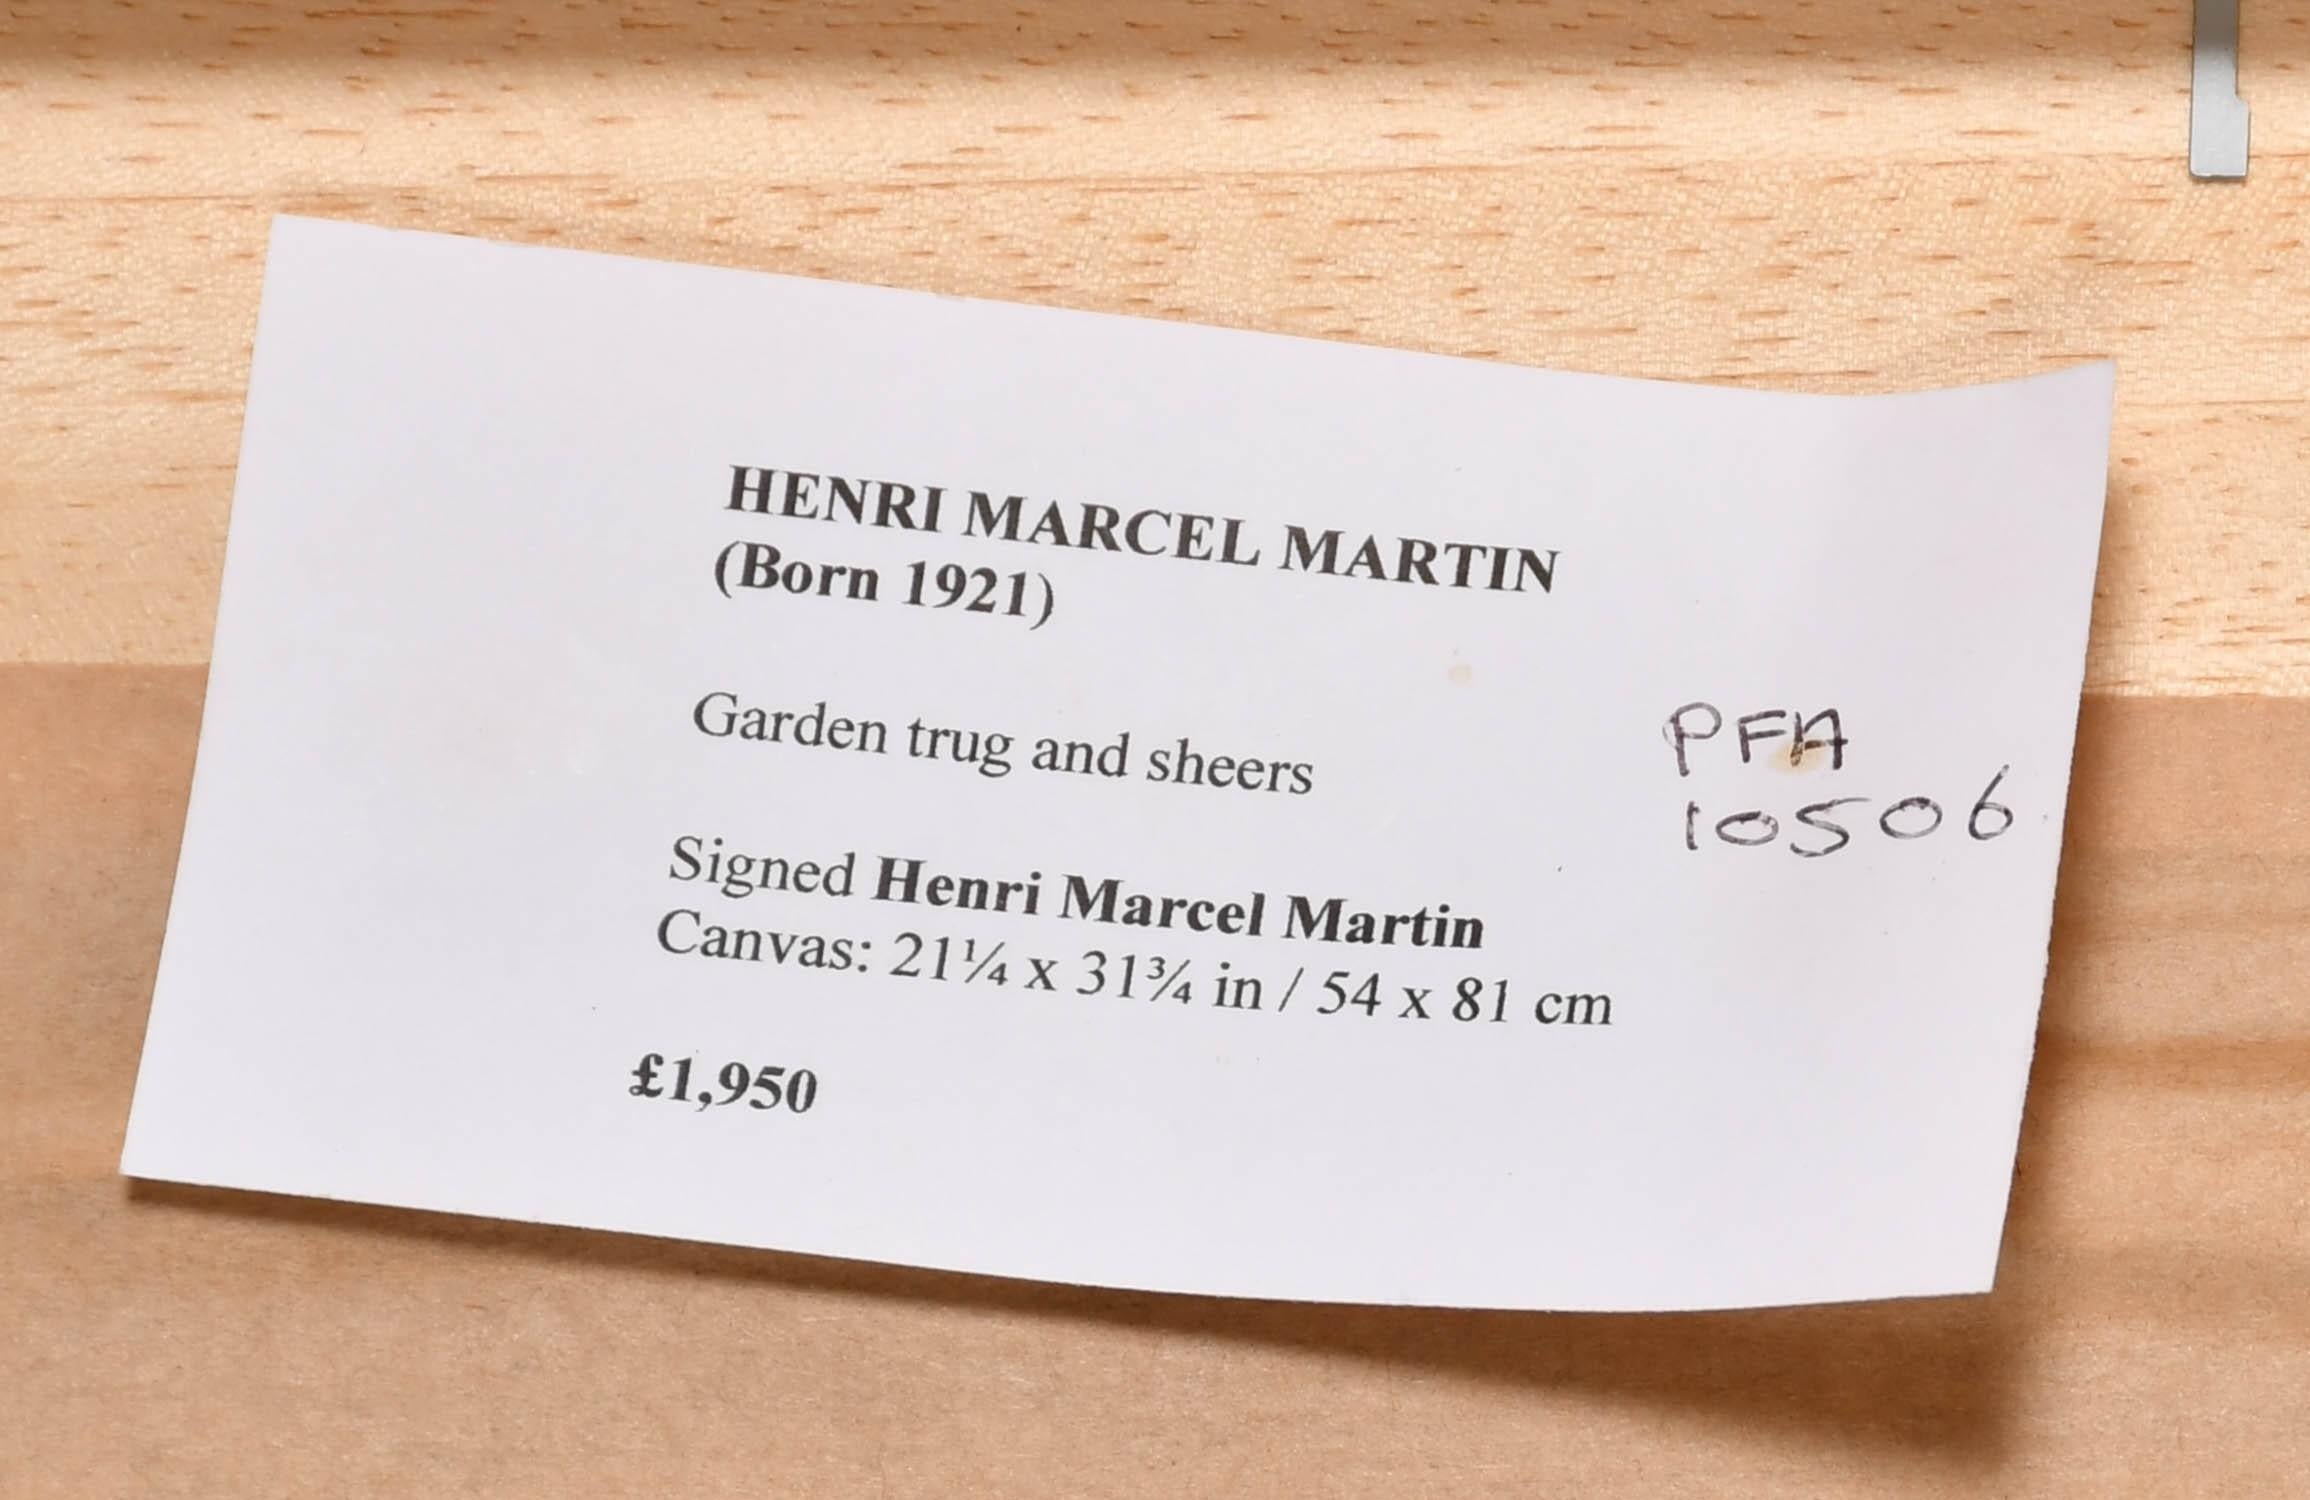 HENRI MARCEL MARTIN
(Born 1921)
Garden trug and sheers
PFA
10506
Signed Henri Marcel Martin
Canvas: 21¼ x 31¾ in / 54 x 81 cm
£1,950